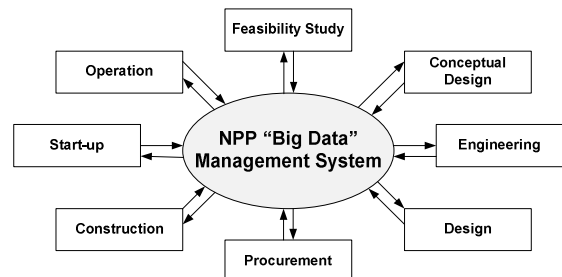 Feasibility Study
Operation
Conceptual
Design
Start-up
NPP “Big Data”
Management System
Engineering
Construction
Design
Procurement